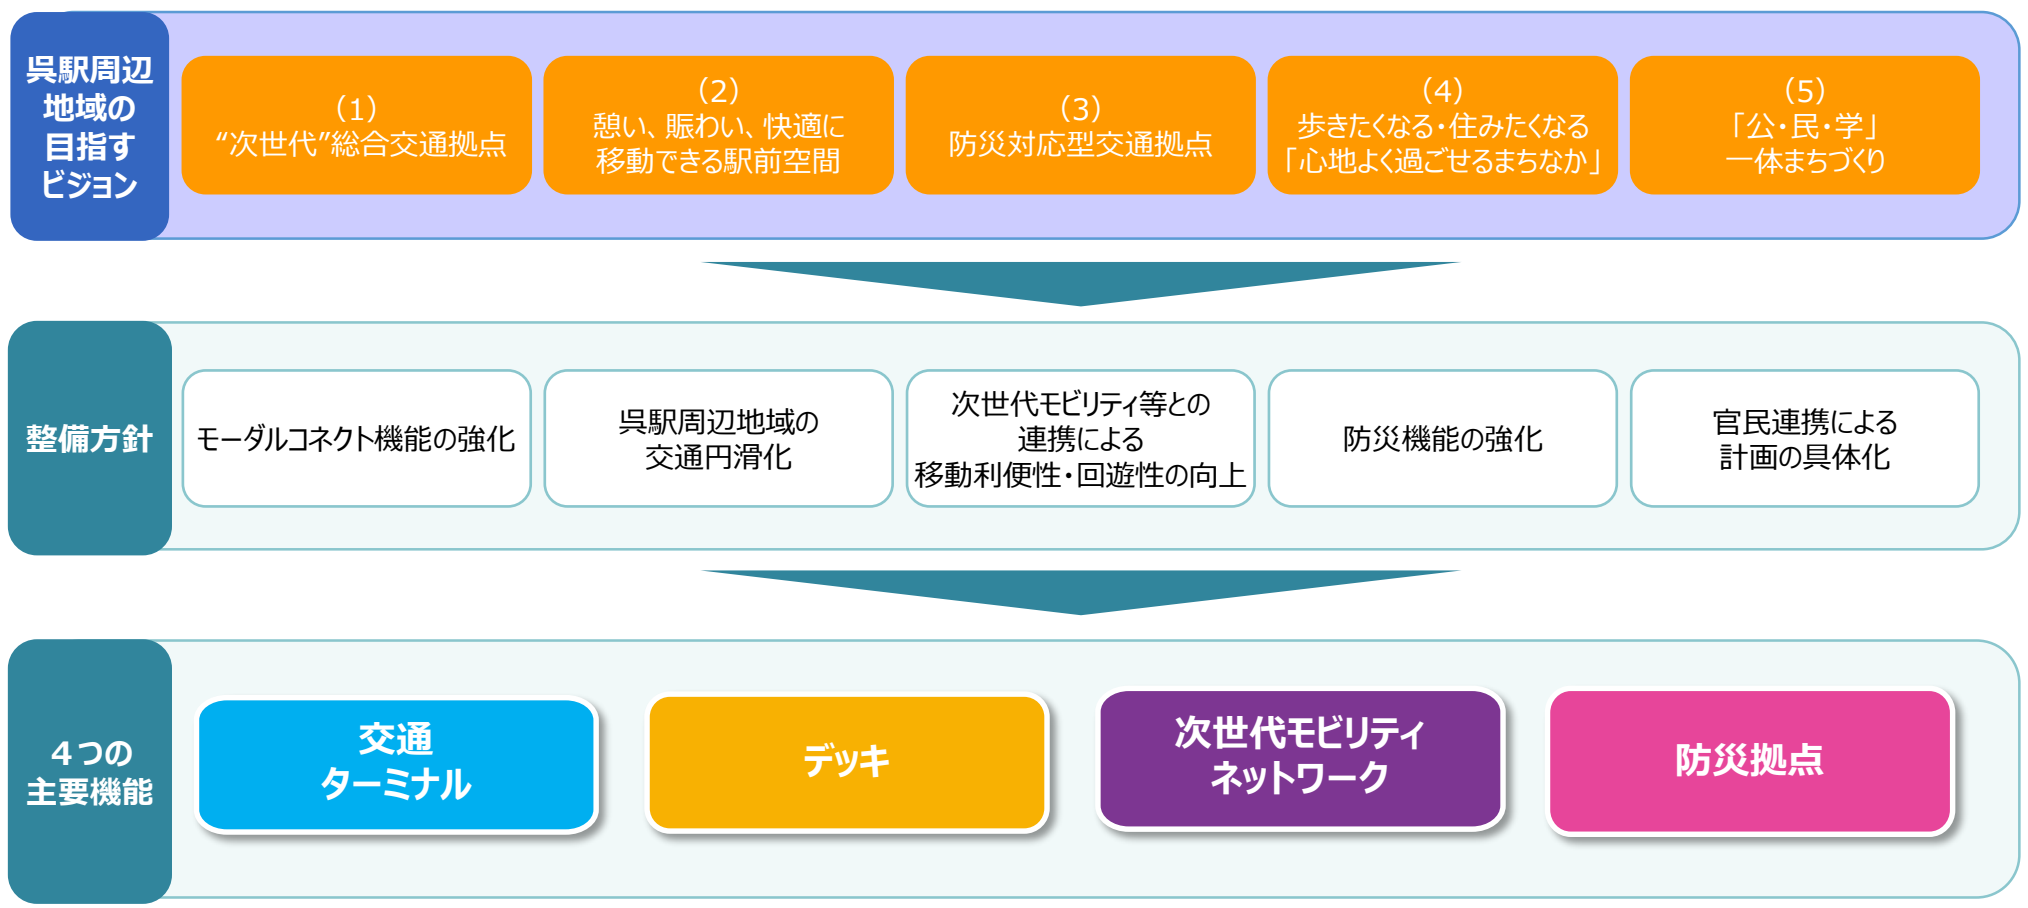 呉駅周辺
地域の
目指す
ビジョン
（1）
“次世代”総合交通拠点
（2）
憩い、賑わい、快適に
移動できる駅前空間
（3）
防災対応型交通拠点
（4）
歩きたくなる・住みたくなる
「心地よく過ごせるまちなか」
（5）
「公・民・学」
一体まちづくり
整備方針
モーダルコネクト機能の強化
呉駅周辺地域の
交通円滑化
次世代モビリティ等との
連携による
移動利便性・回遊性の向上
防災機能の強化
官民連携による
計画の具体化
４つの
主要機能
交通
ターミナル
デッキ
次世代モビリティ
ネットワーク
防災拠点